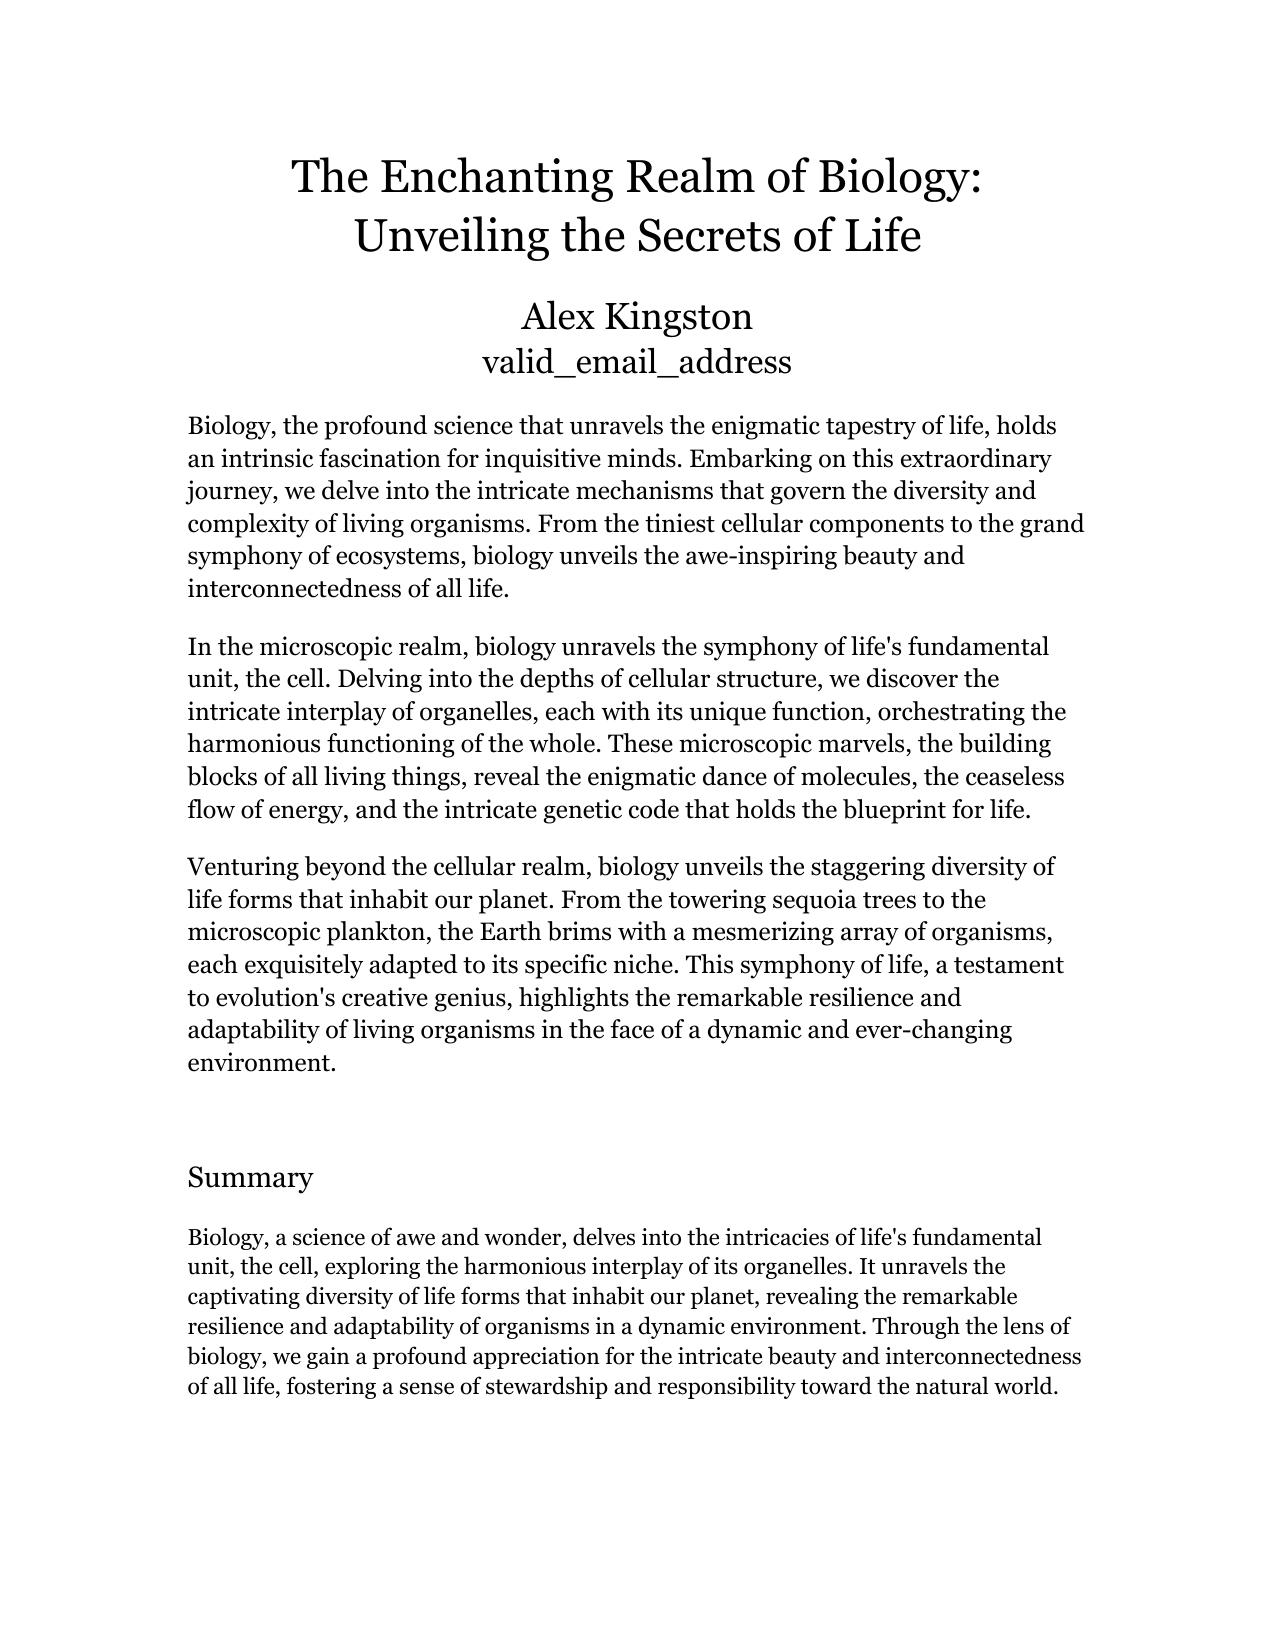 The Enchanting Realm of Biology:
Unveiling the Secrets of Life
Alex Kingston
valid_email_address
Biology, the profound science that unravels the enigmatic tapestry of life, holds
an intrinsic fascination for inquisitive minds. Embarking on this extraordinary
journey, we delve into the intricate mechanisms that govern the diversity and
complexity of living organisms. From the tiniest cellular components to the grand
symphony of ecosystems, biology unveils the awe-inspiring beauty and
interconnectedness of all life.
In the microscopic realm, biology unravels the symphony of life's fundamental
unit, the cell. Delving into the depths of cellular structure, we discover the
intricate interplay of organelles, each with its unique function, orchestrating the
harmonious functioning of the whole. These microscopic marvels, the building
blocks of all living things, reveal the enigmatic dance of molecules, the ceaseless
flow of energy, and the intricate genetic code that holds the blueprint for life.
Venturing beyond the cellular realm, biology unveils the staggering diversity of
life forms that inhabit our planet. From the towering sequoia trees to the
microscopic plankton, the Earth brims with a mesmerizing array of organisms,
each exquisitely adapted to its specific niche. This symphony of life, a testament
to evolution's creative genius, highlights the remarkable resilience and
adaptability of living organisms in the face of a dynamic and ever-changing
environment.
Summary
Biology, a science of awe and wonder, delves into the intricacies of life's fundamental
unit, the cell, exploring the harmonious interplay of its organelles. It unravels the
captivating diversity of life forms that inhabit our planet, revealing the remarkable
resilience and adaptability of organisms in a dynamic environment. Through the lens of
biology, we gain a profound appreciation for the intricate beauty and interconnectedness
of all life, fostering a sense of stewardship and responsibility toward the natural world.